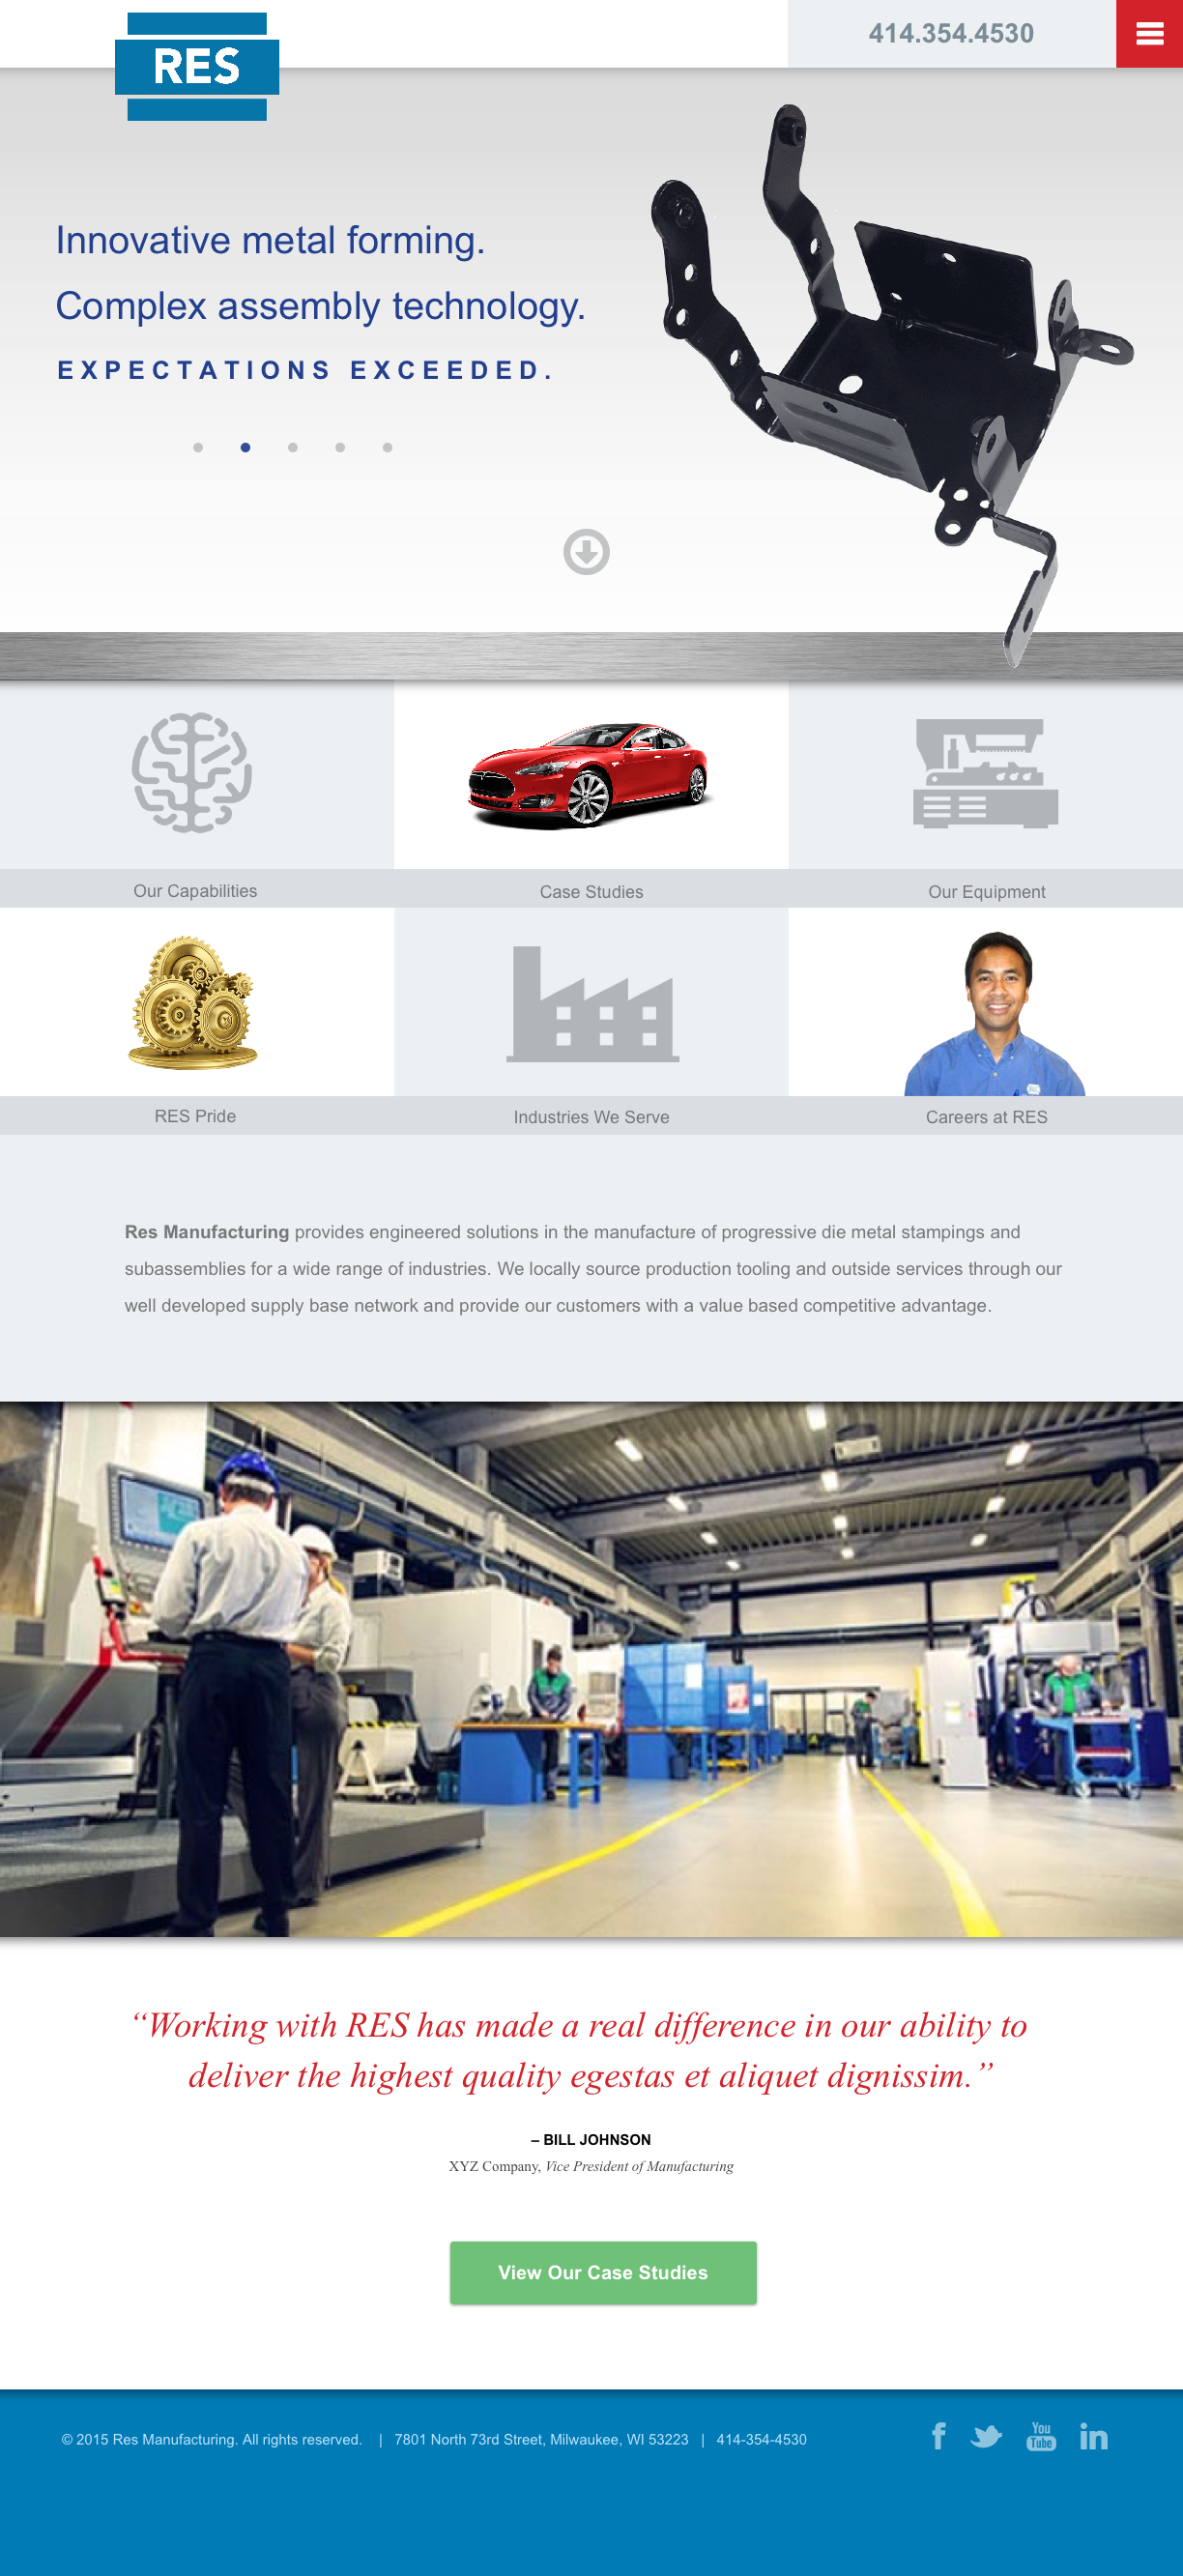 RES
414.354.4530
Innovative metal forming.
Complex assembly technology.
EXPECTATIONS EXCEEDED.
Our Capabilities
Case Studies
Our Equipment
RES Pride
Industries We Serve
Careers at RES
Res Manufacturing provides engineered solutions in the manufacture of progressive die metal stampings and
subassemblies for a wide range of industries. We locally source production tooling and outside services through our
well developed supply base network and provide our customers with a value based competitive advantage.
“Working with RES has made a real difference in our ability to
deliver the highest quality egestas et aliquet dignissim.”
– BILL JOHNSON
XYZ Company, Vice President of Manufacturing
View Our Case Studies
© 2015 Res Manufacturing. All rights reserved. | 7801 North 73rd Street, Milwaukee, WI 53223 | 414-354-4530
f
You
Tube
in